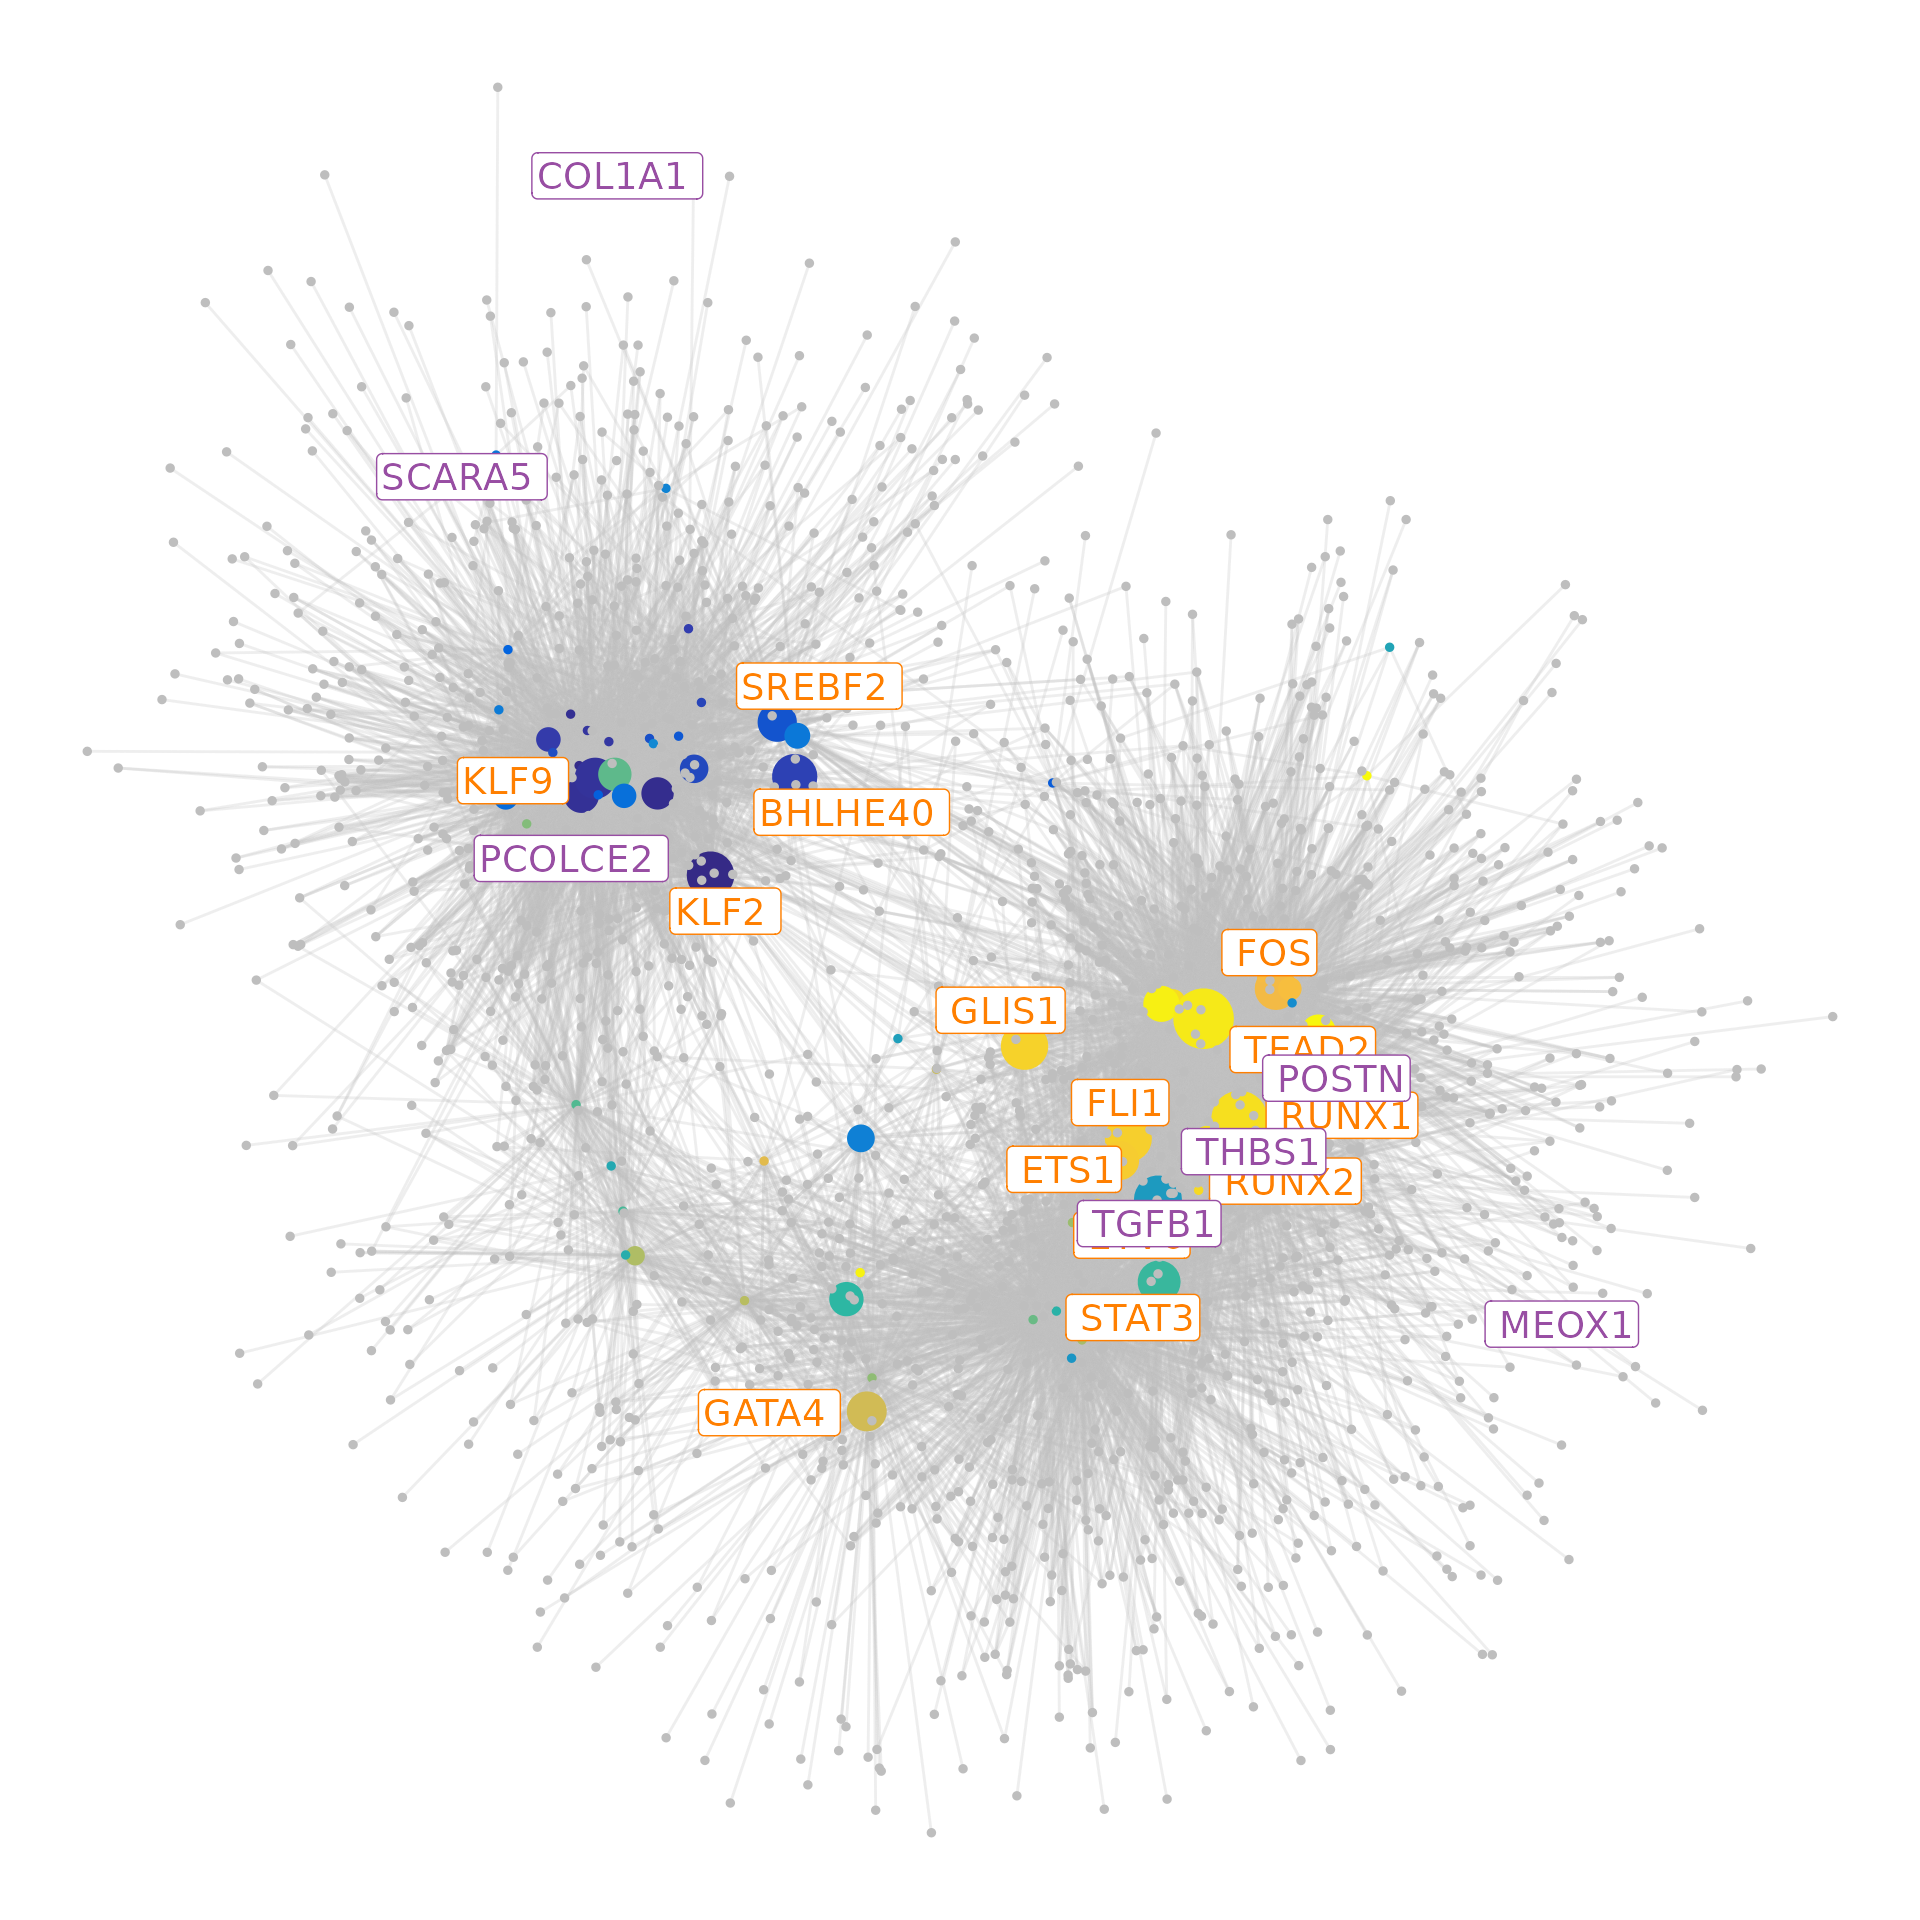 COL1A1
SCARA5
SREBF2
KLF9
BHLHE40
PCOLCE2
KLF2
FOS
GLIS1
TEAD2
POSTN
FLI1
RUNX1
THBS1
ETS1
RUNX2
TGFB1
STAT3
MEOX1
GATA4